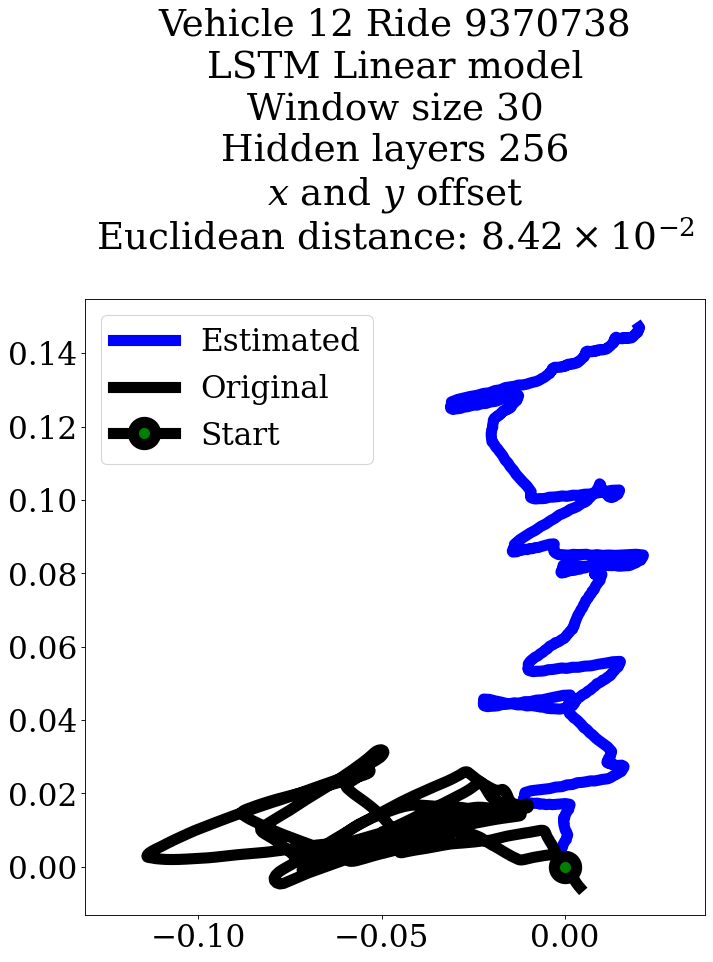 Vehicle 12 Ride 9370738
LSTM Linear model
Window size 30
Hidden layers 256
x and y offset
Euclidean distance: 8.42 × 10⁻²
Estimated
Original
Start
0.14
0.12
0.10
0.08
0.06
0.04
0.02
0.00
−0.10 −0.05 0.00